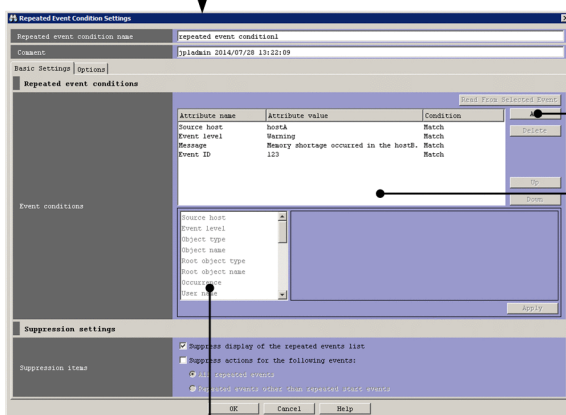 Repeated Event Condition Settings
Repeated event condition name
repeated event condition1
Comment
jp1admin 2014/07/28 13:22:09
Basic Settings Options
Repeated event conditions
Read From Selected Event
Attribute name Attribute value Condition
Source host hostA Match
Event level Warning Match
Message Memory shortage occurred in the hostB. Match
Event ID 123 Match
Delete
Up
Down
Event conditions
Source host
Event level
Object type
Object name
Root object type
Root object name
Occurrence
User name
Apply
Suppression settings
Suppression items
Suppress display of the repeated events list
Suppress actions for the following events:
All repeated events
Repeated events other than repeated start events
OK Cancel Help